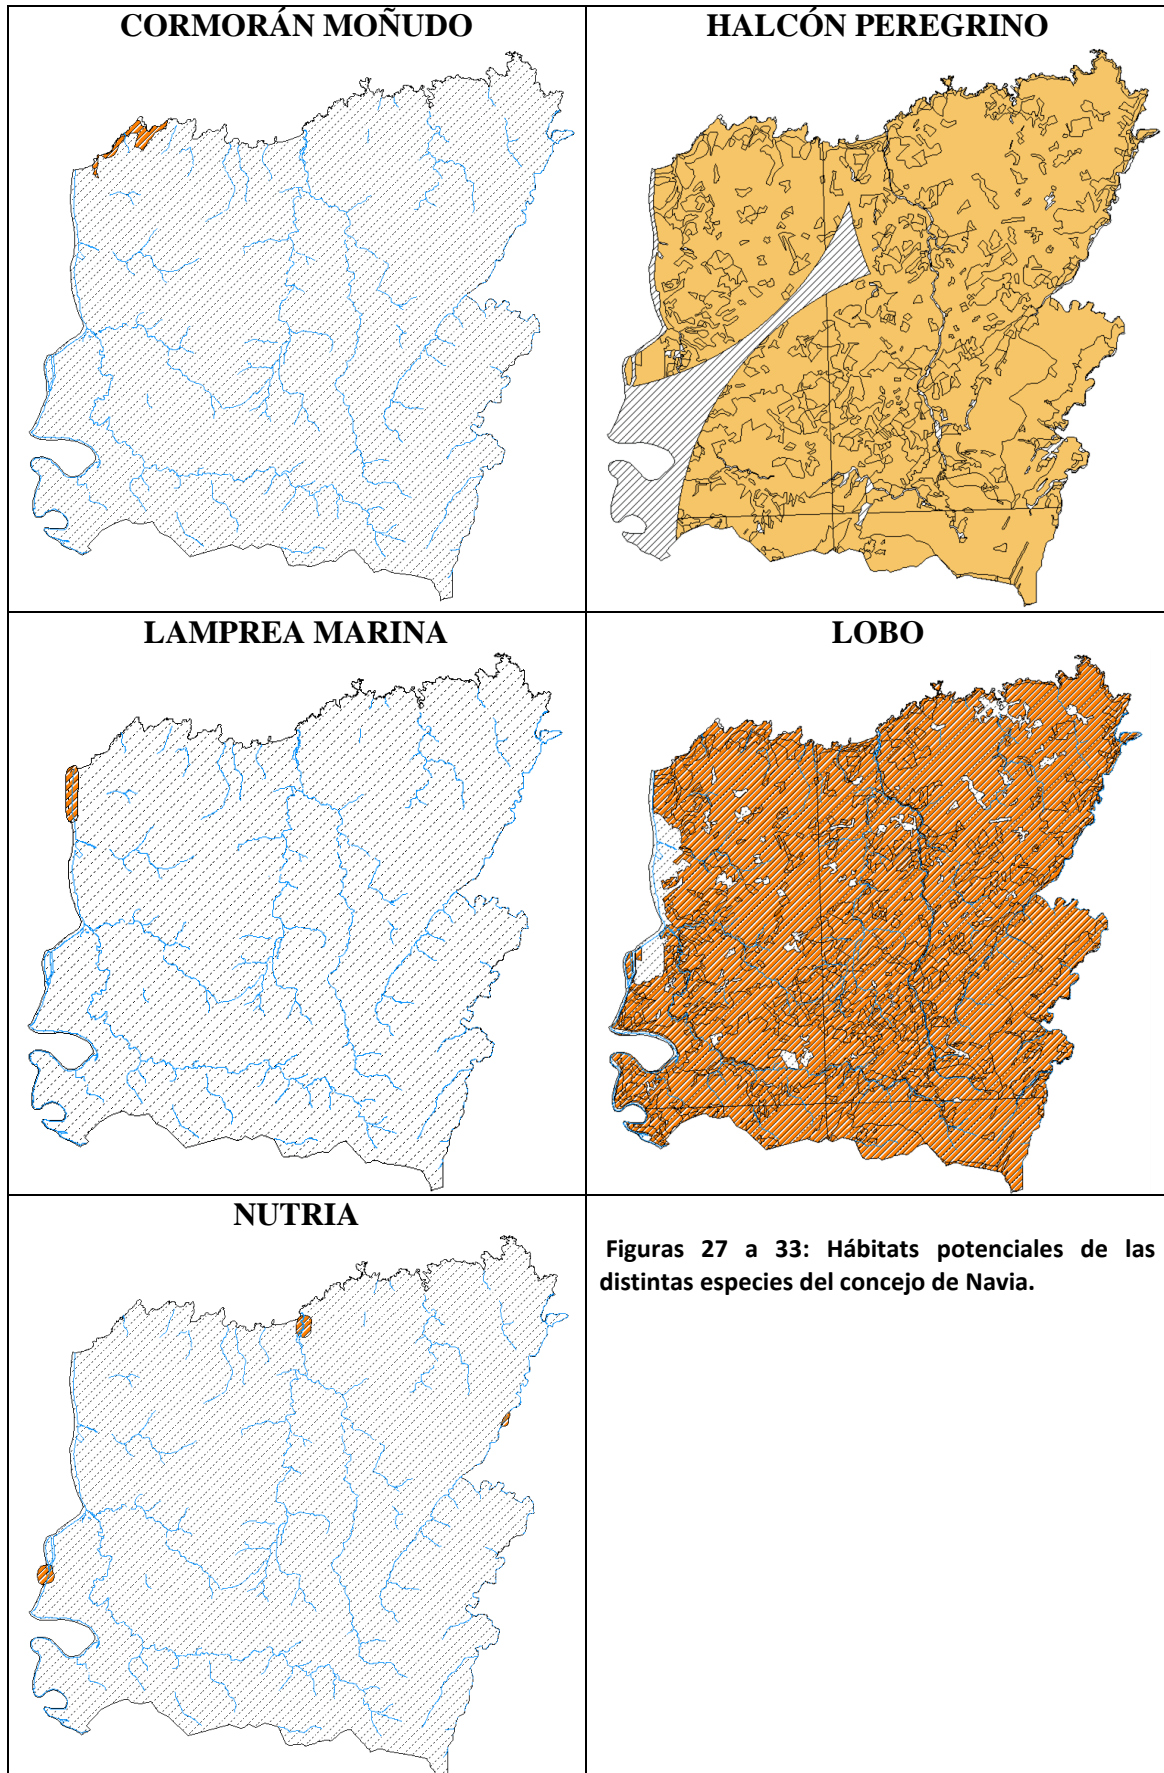 CORMORÁN MOÑUDO
HALCÓN PEREGRINO
LAMPREA MARINA
LOBO
NUTRIA
Figuras 27 a 33: Hábitats potenciales de las
distintas especies del concejo de Navia.